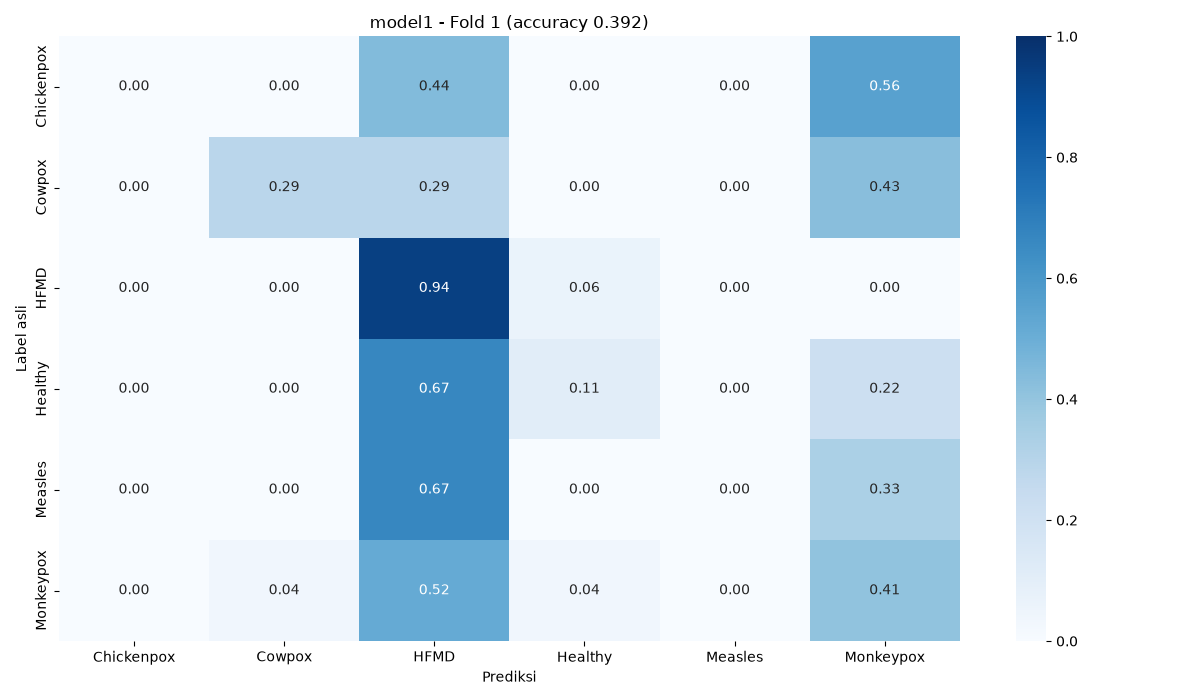 model1 - Fold 1 (accuracy 0.392)
Label asli
Chickenpox 0.00 0.00 0.44 0.00 0.00 0.56
Cowpox 0.00 0.29 0.29 0.00 0.00 0.43
HFMD 0.00 0.00 0.94 0.06 0.00 0.00
Healthy 0.00 0.00 0.67 0.11 0.00 0.22
Measles 0.00 0.00 0.67 0.00 0.00 0.33
Monkeypox 0.00 0.04 0.52 0.04 0.00 0.41
Chickenpox Cowpox HFMD Healthy Measles Monkeypox
Prediksi
1.0
0.8
0.6
0.4
0.2
0.0